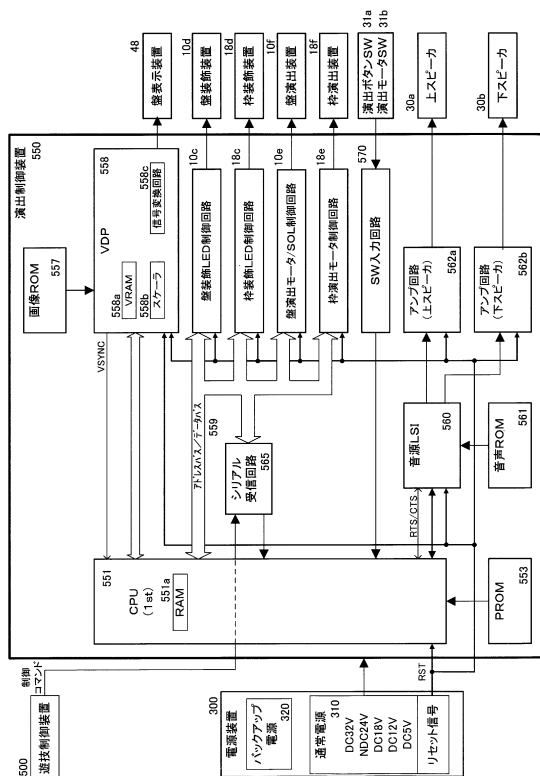 500
遊技制御装置
制御
コマンド
300
電源装置
バックアップ
電源
320
通常電源
310
DC32V
NDC24V
DC18V
DC12V
DC5V
リセット信号
RST
演出制御装置
550
551
CPU
(1st)
551a
RAM
PROM
553
画像ROM
557
VSYNC
アドレスバス/データバス
559
シリアル
受信回路
565
RTS/CTS
音源LSI
560
音声ROM
561
VDP
558
558a
VRAM
558b
スケーラ
558c
信号変換回路
10c
盤装飾LED制御回路
18c
枠装飾LED制御回路
10e
盤演出モータ/SOL制御回路
18e
枠演出モータ制御回路
570
SW入力回路
アンプ回路
(上スピーカ)
562a
アンプ回路
(下スピーカ)
562b
48
盤表示装置
10d
盤装飾装置
18d
枠装飾装置
10f
盤演出装置
18f
枠演出装置
31a
31b
演出ボタンSW
演出モータSW
30a
上スピーカ
30b
下スピーカ